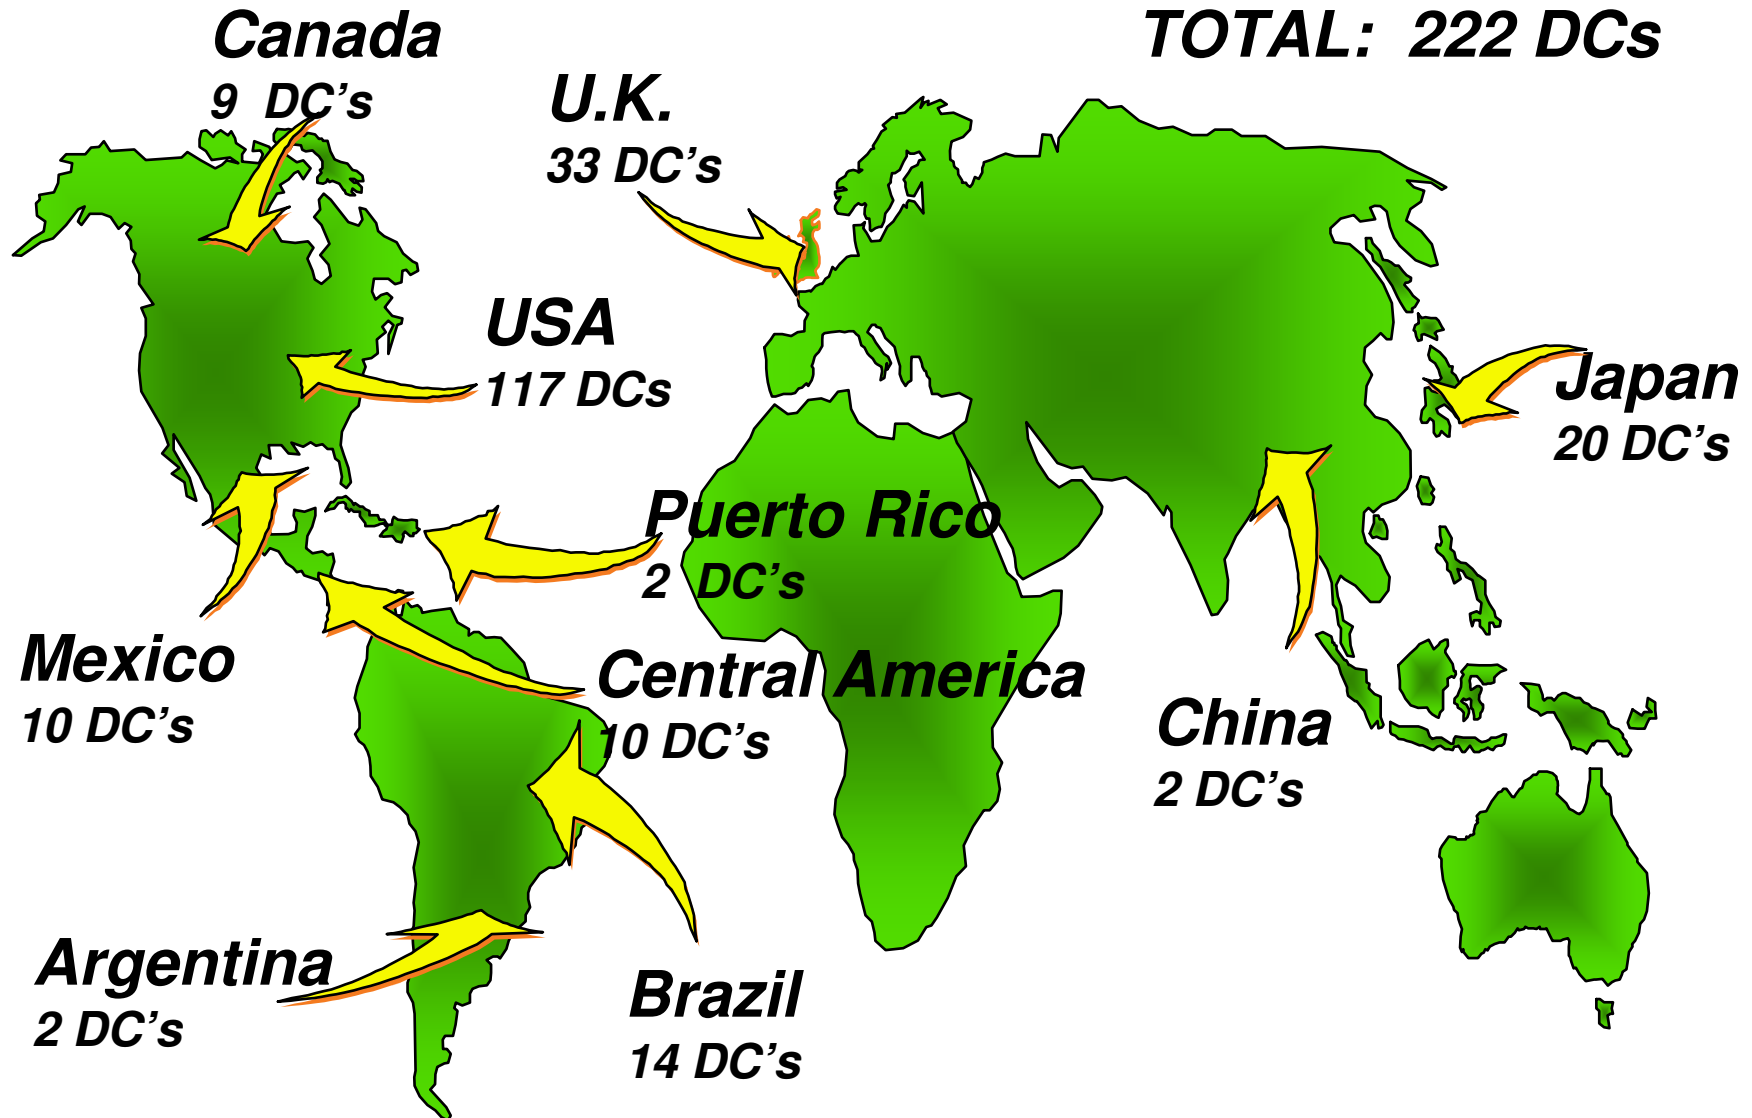 Canada
9 DC’s
TOTAL: 222 DCs
U.K.
33 DC’s
USA
117 DCs
Japan
20 DC’s
Puerto Rico
2 DC’s
Mexico
10 DC’s
Central America
10 DC’s
China
2 DC’s
Argentina
2 DC’s
Brazil
14 DC’s